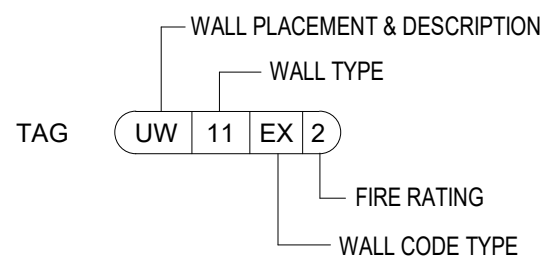 WALL PLACEMENT & DESCRIPTION
WALL TYPE
TAG UW 11 EX 2
FIRE RATING
WALL CODE TYPE